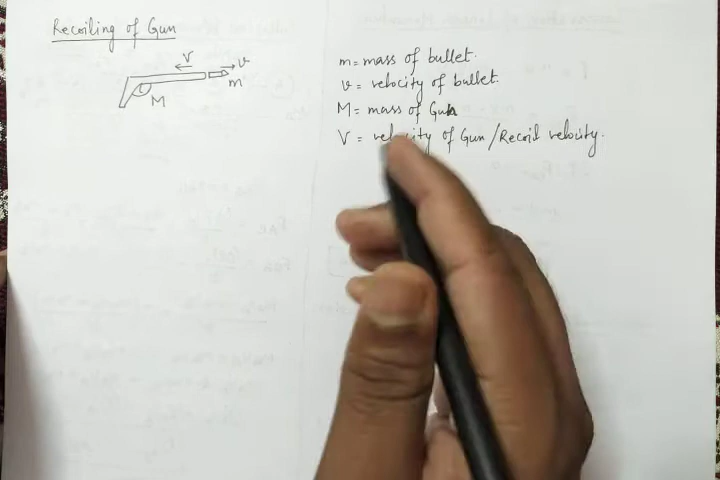 Recoiling of Gun
V
v
m
M
m= mass of bullet.
v = velocity of bullet.
M = mass of Gun
V = velocity of Gun / Recoil velocity.